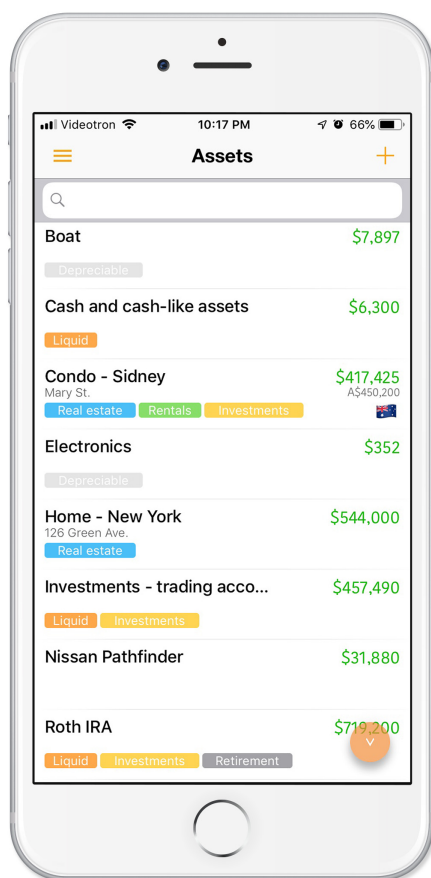 Videotron 10:17 PM 66%
Assets
Boat $7,897
Depreciable
Cash and cash-like assets $6,300
Liquid
Condo - Sidney $417,425
Mary St. A$450,200
Real estate Rentals Investments
Electronics $352
Depreciable
Home - New York $544,000
126 Green Ave.
Real estate
Investments - trading acco... $457,490
Liquid Investments
Nissan Pathfinder $31,880
Roth IRA $719,200
Liquid Investments Retirement